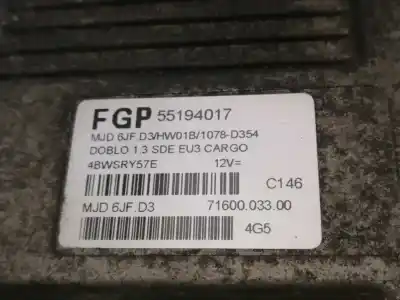 FGP 55194017
MJD 6JF.D3/HW01B/1078-D354
DOBLO 1.3 SDE EU3 CARGO
4BWSRY57E 12V=
C146
MJD 6JF.D3 71600.033.00
4G5